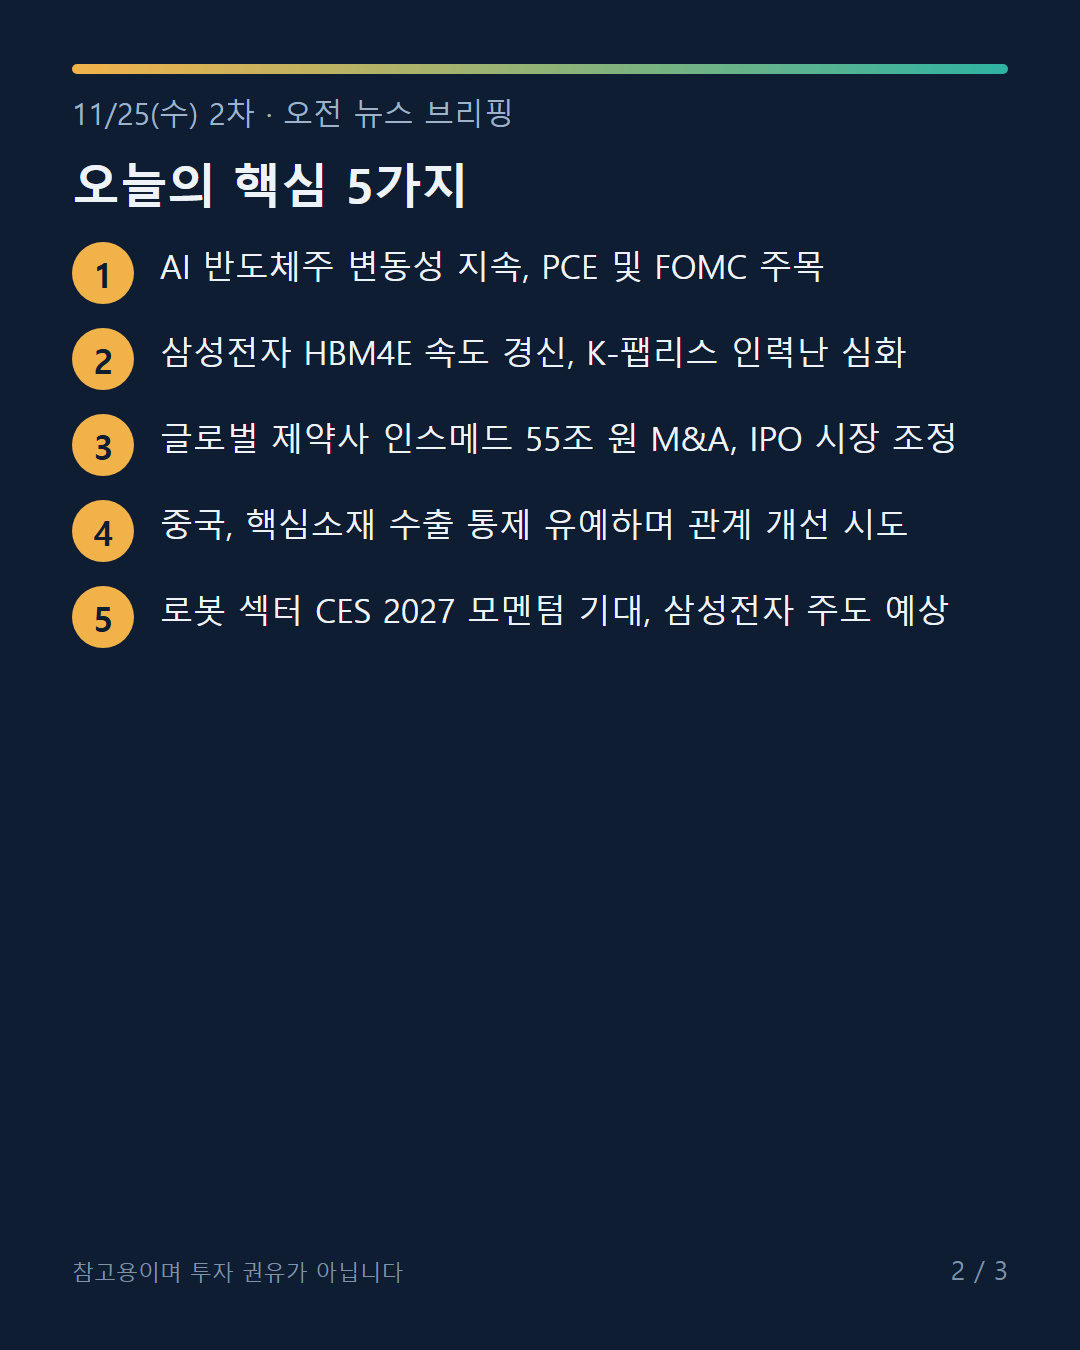 11/25(수) 2차 · 오전 뉴스 브리핑
오늘의 핵심 5가지
1 AI 반도체주 변동성 지속, PCE 및 FOMC 주목
2 삼성전자 HBM4E 속도 경신, K-팹리스 인력난 심화
3 글로벌 제약사 인스메드 55조 원 M&A, IPO 시장 조정
4 중국, 핵심소재 수출 통제 유예하며 관계 개선 시도
5 로봇 섹터 CES 2027 모멘텀 기대, 삼성전자 주도 예상
참고용이며 투자 권유가 아닙니다
2 / 3